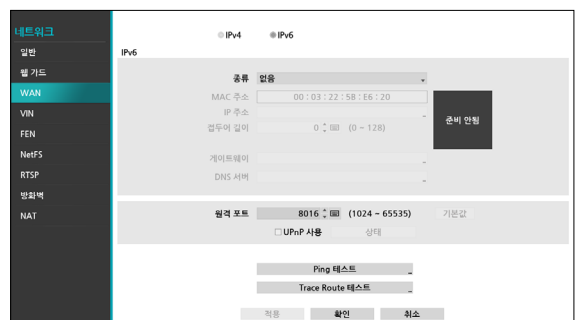 네트워크
일반
웹 가드
WAN
VIN
FEN
NetFS
RTSP
방화벽
NAT
IPv4 IPv6
IPv6
종류 없음
MAC 주소 00 : 03 : 22 : 5B : E6 : 20
IP 주소
접두어 길이 0 (0 ~ 128)
준비 안됨
게이트웨이
DNS 서버
원격 포트 8016 (1024 ~ 65535) 기본값
UPnP 사용 상태
Ping 테스트
Trace Route 테스트
적용 확인 취소